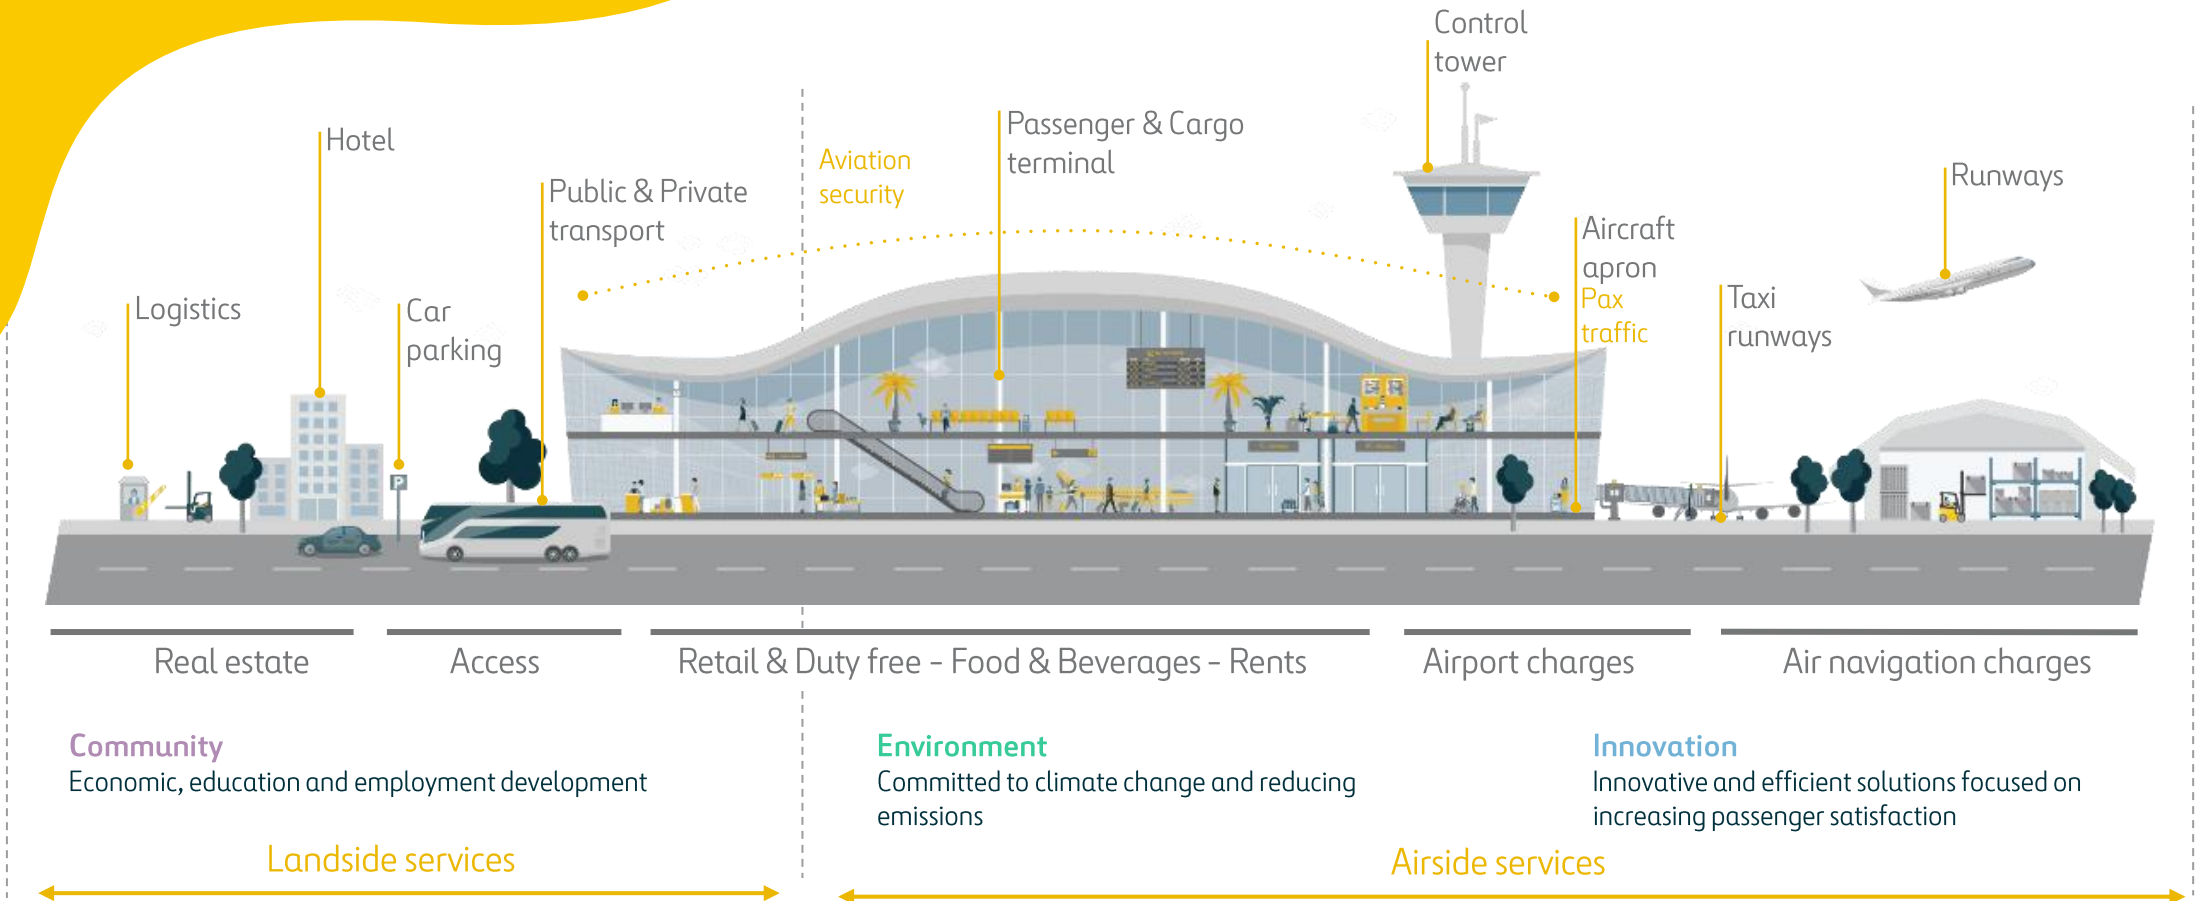 Control
tower
Hotel
Passenger & Cargo
terminal
Aviation
security
Public & Private
transport
Runways
Aircraft
apron
Pax
traffic
Logistics
Car
parking
Taxi
runways
P
Real estate
Access
Retail & Duty free - Food & Beverages - Rents
Airport charges
Air navigation charges
Community
Economic, education and employment development
Environment
Committed to climate change and reducing
emissions
Innovation
Innovative and efficient solutions focused on
increasing passenger satisfaction
Landside services
Airside services